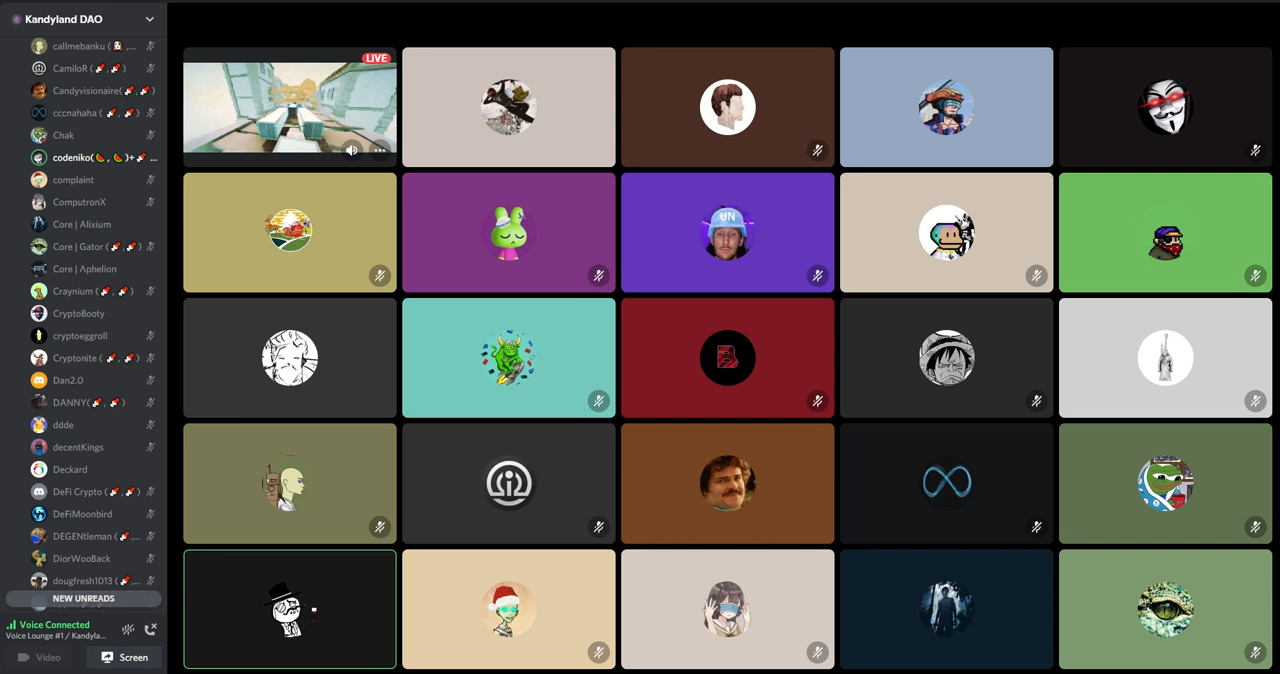 Kandyland DAO
callmebanku ( , ...
CamiloR ( , )
Candyvisionaire( , )
cccnahaha ( , )
Chak
codeniko( , )+ ...
complaint
ComputronX
Core | Alixium
Core | Gator ( , )
Core | Aphelion
Craynium ( , )
CryptoBooty
cryptoeggroll
Cryptonite ( , )
Dan2.0
DANNY( , )
ddde
decentKings
Deckard
DeFi Crypto ( , )
DeFiMoonbird
DEGENtleman ( ,...
DiorWooBack
dougfresh1013 ( ,...
NEW UNREADS
Voice Connected
Voice Lounge #1 / Kandyla...
Video
Screen
LIVE
UN
B